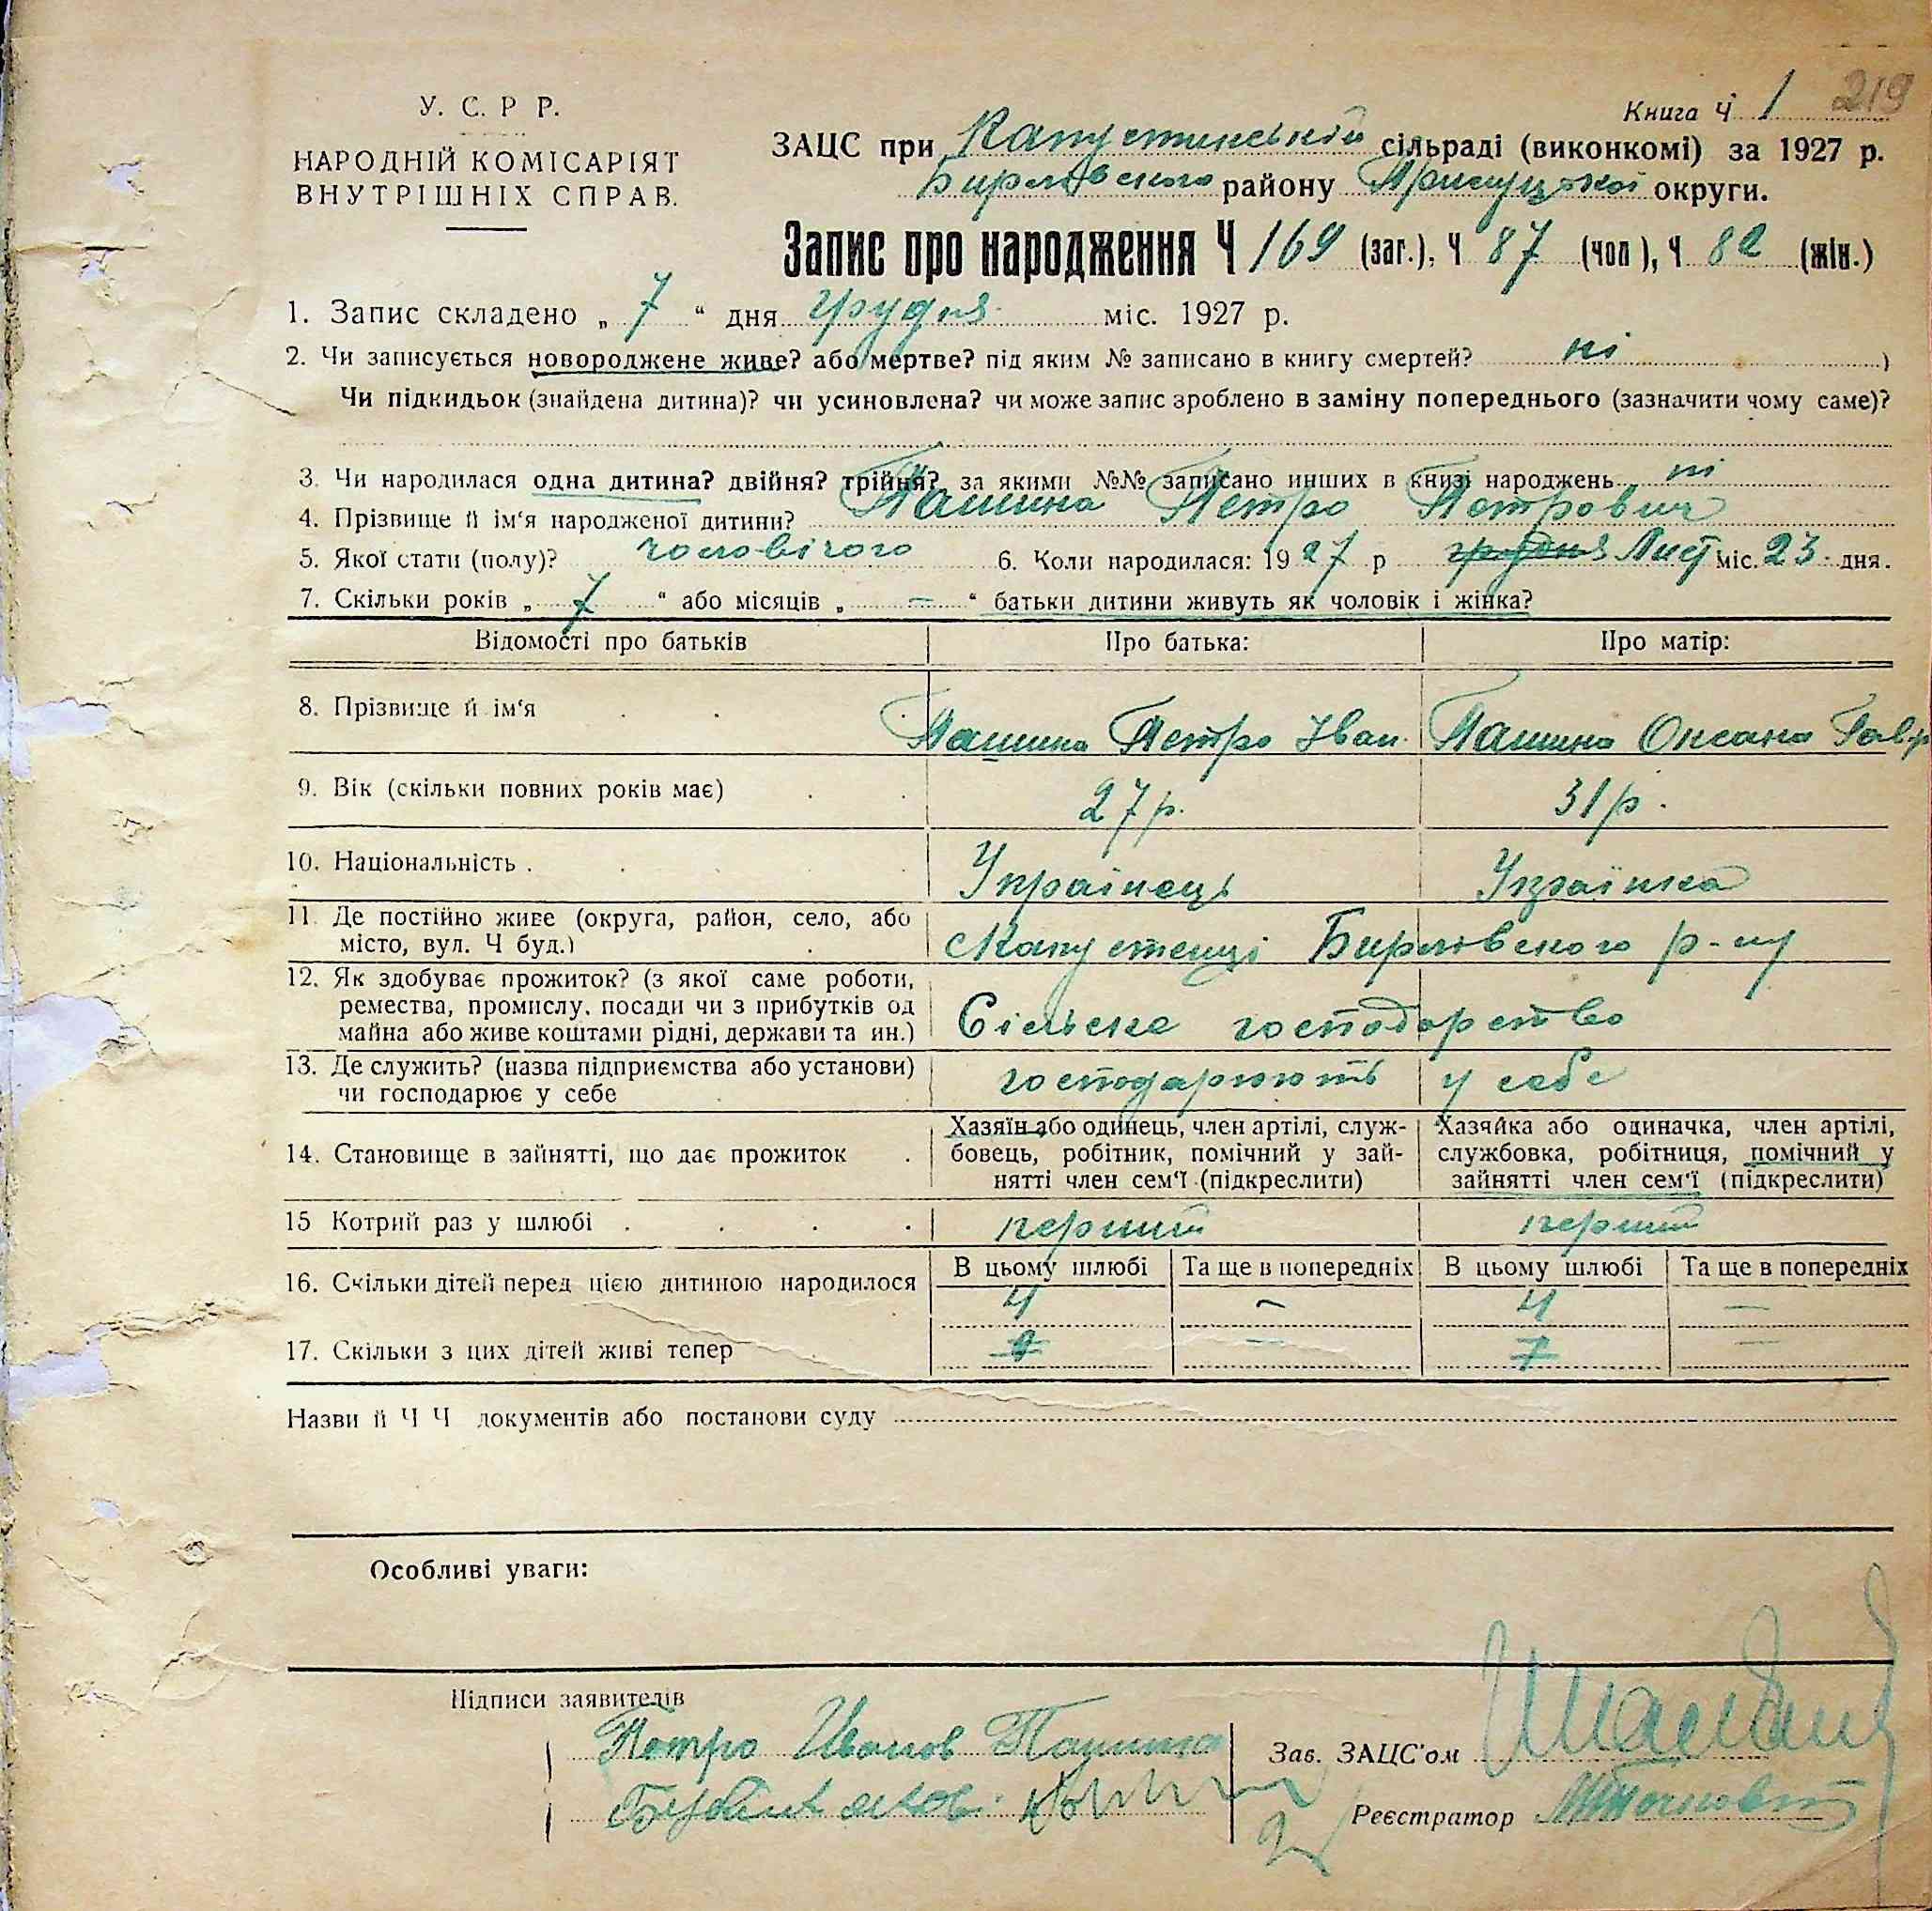 Книга Ч 1 219
У. С. Р Р.
НАРОДНІЙ КОМІСАРІЯТ
ВНУТРІШНІХ СПРАВ.
ЗАЦС при Капустинській сільраді (виконкомі) за 1927 р.
району округи.
Запис про народження Ч 169 (заг.), Ч 87 (чол), Ч 82 (жін.)
1. Запис складено „ 7 “ дня грудня міс. 1927 р.
2. Чи записується новороджене живе? або мертве? під яким № записано в книгу смертей? ні )
Чи підкидьок (знайдена дитина)? чи усиновлена? чи може запис зроблено в заміну попереднього (зазначити чому саме)?
3. Чи народилася одна дитина? двійня? трійня? за якими №№ записано инших в книзі народжень ні
4. Прізвище й ім‘я народженої дитини? Пашина Петро Петрович
5. Якої стати (полу)? чоловічого 6. Коли народилася: 1927 р грудня Лист міс. 23 дня.
7. Скільки років „ 7 “ або місяців „ — “ батьки дитини живуть як чоловік і жінка?
Відомості про батьків Про батька: Про матір:
8. Прізвище й ім‘я Пашина Петро Іван. Пашина Оксана Гавр
9. Вік (скільки повних років має) 27 р. 31 р.
10. Національність . Українець Українка
11. Де постійно живе (округа, район, село, або
місто, вул. Ч буд.) р-ну
12. Як здобуває прожиток? (з якої саме роботи,
ремества, промислу, посади чи з прибутків од
майна або живе коштами рідні, держави та ин.) Сільске господарство
13. Де служить? (назва підприємства або установи)
чи господарює у себе господарюють у себе
14. Становище в зайнятті, що дає прожиток
Хазяїн або одинець, член артілі, служ-
бовець, робітник, помічний у зай-
нятті член сем‘ї (підкреслити)
Хазяйка або одиначка, член артілі,
службовка, робітниця, помічний у
зайнятті член сем‘ї (підкреслити)
15 Котрий раз у шлюбі перший перший
В цьому шлюбі Та ще в попередніх В цьому шлюбі Та ще в попередніх
16. Скільки дітей перед цією дитиною народилося 4 — 4 —
17. Скільки з цих дітей живі тепер — —
Назви й Ч Ч документів або постанови суду
Особливі уваги:
Підписи заявителів
Петро Иванов Пашина
Зав. ЗАЦС‘ом
Реєстратор